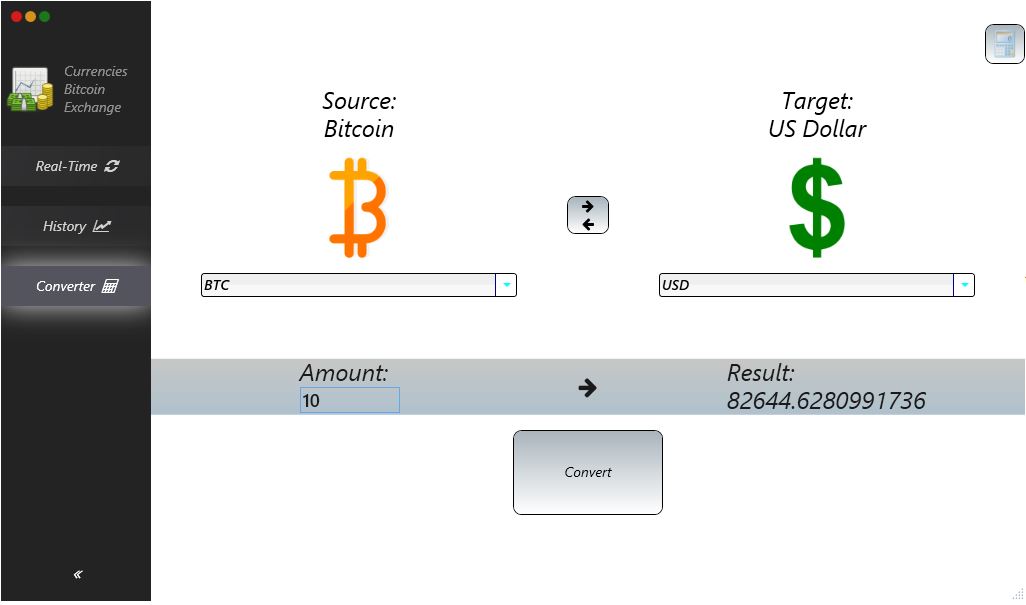 Currencies
Bitcoin
Exchange
Real-Time
History
Converter
Source:
Bitcoin
Target:
US Dollar
BTC
USD
Amount:
10
Result:
82644.6280991736
Convert